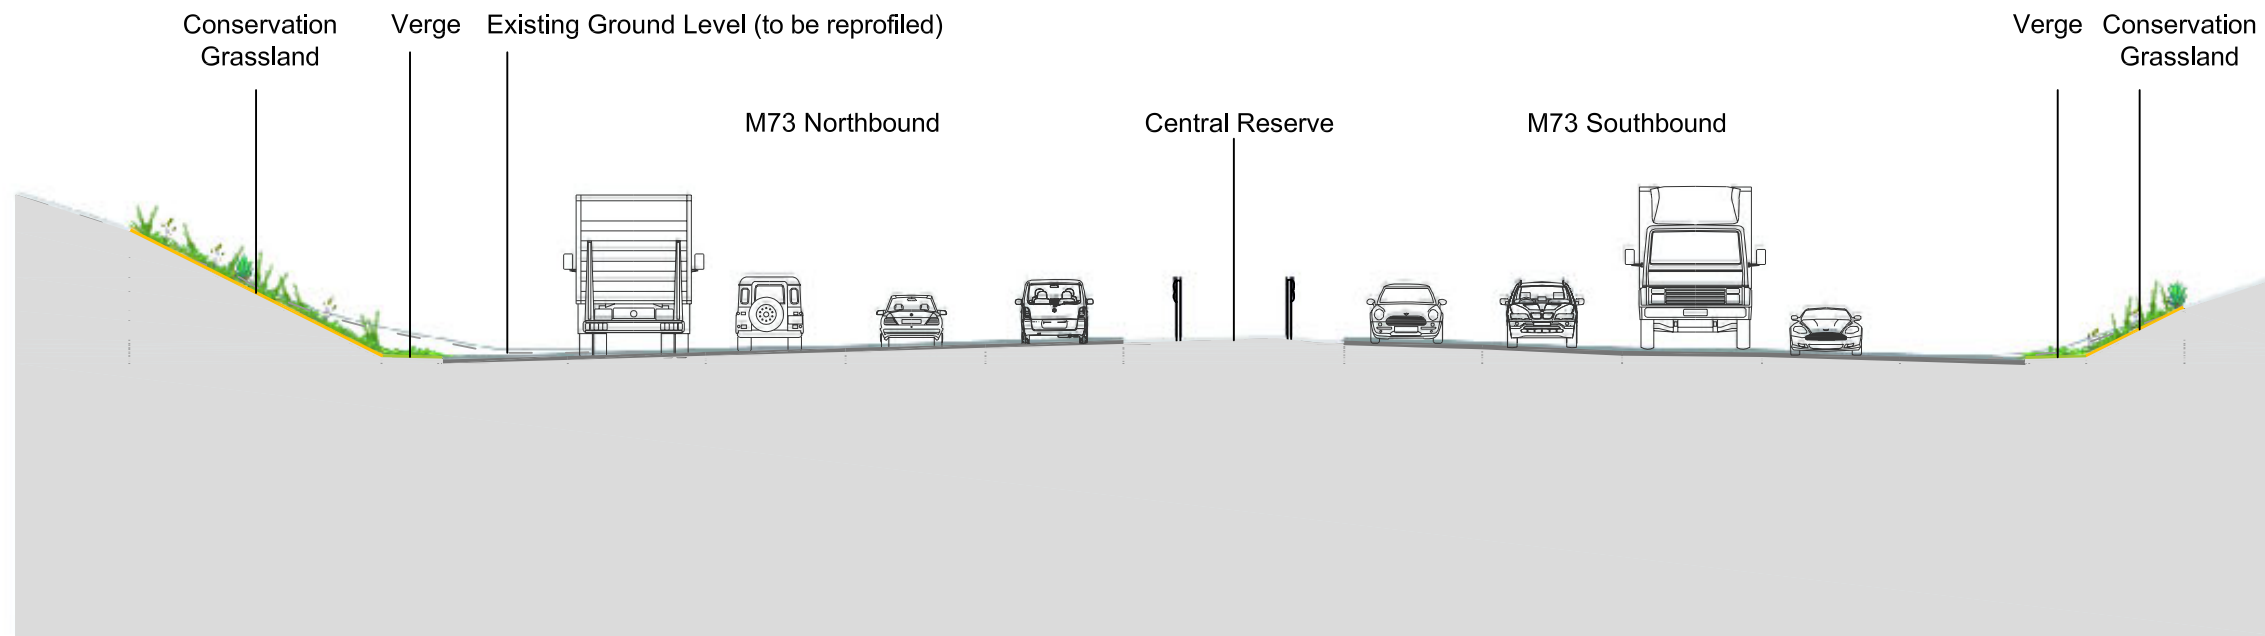 Conservation
Grassland
Verge
Existing Ground Level (to be reprofiled)
M73 Northbound
Central Reserve
M73 Southbound
Verge
Conservation
Grassland